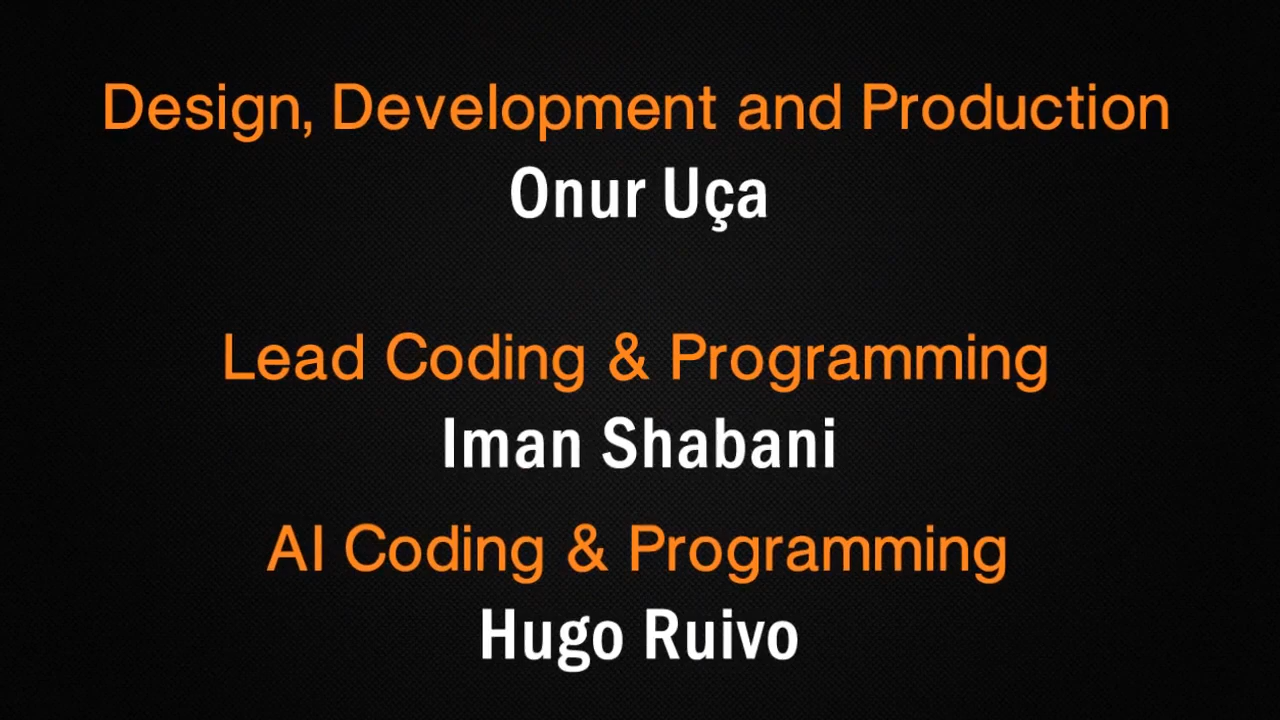 Design, Development and Production
Onur Uça
Lead Coding & Programming
Iman Shabani
AI Coding & Programming
Hugo Ruivo